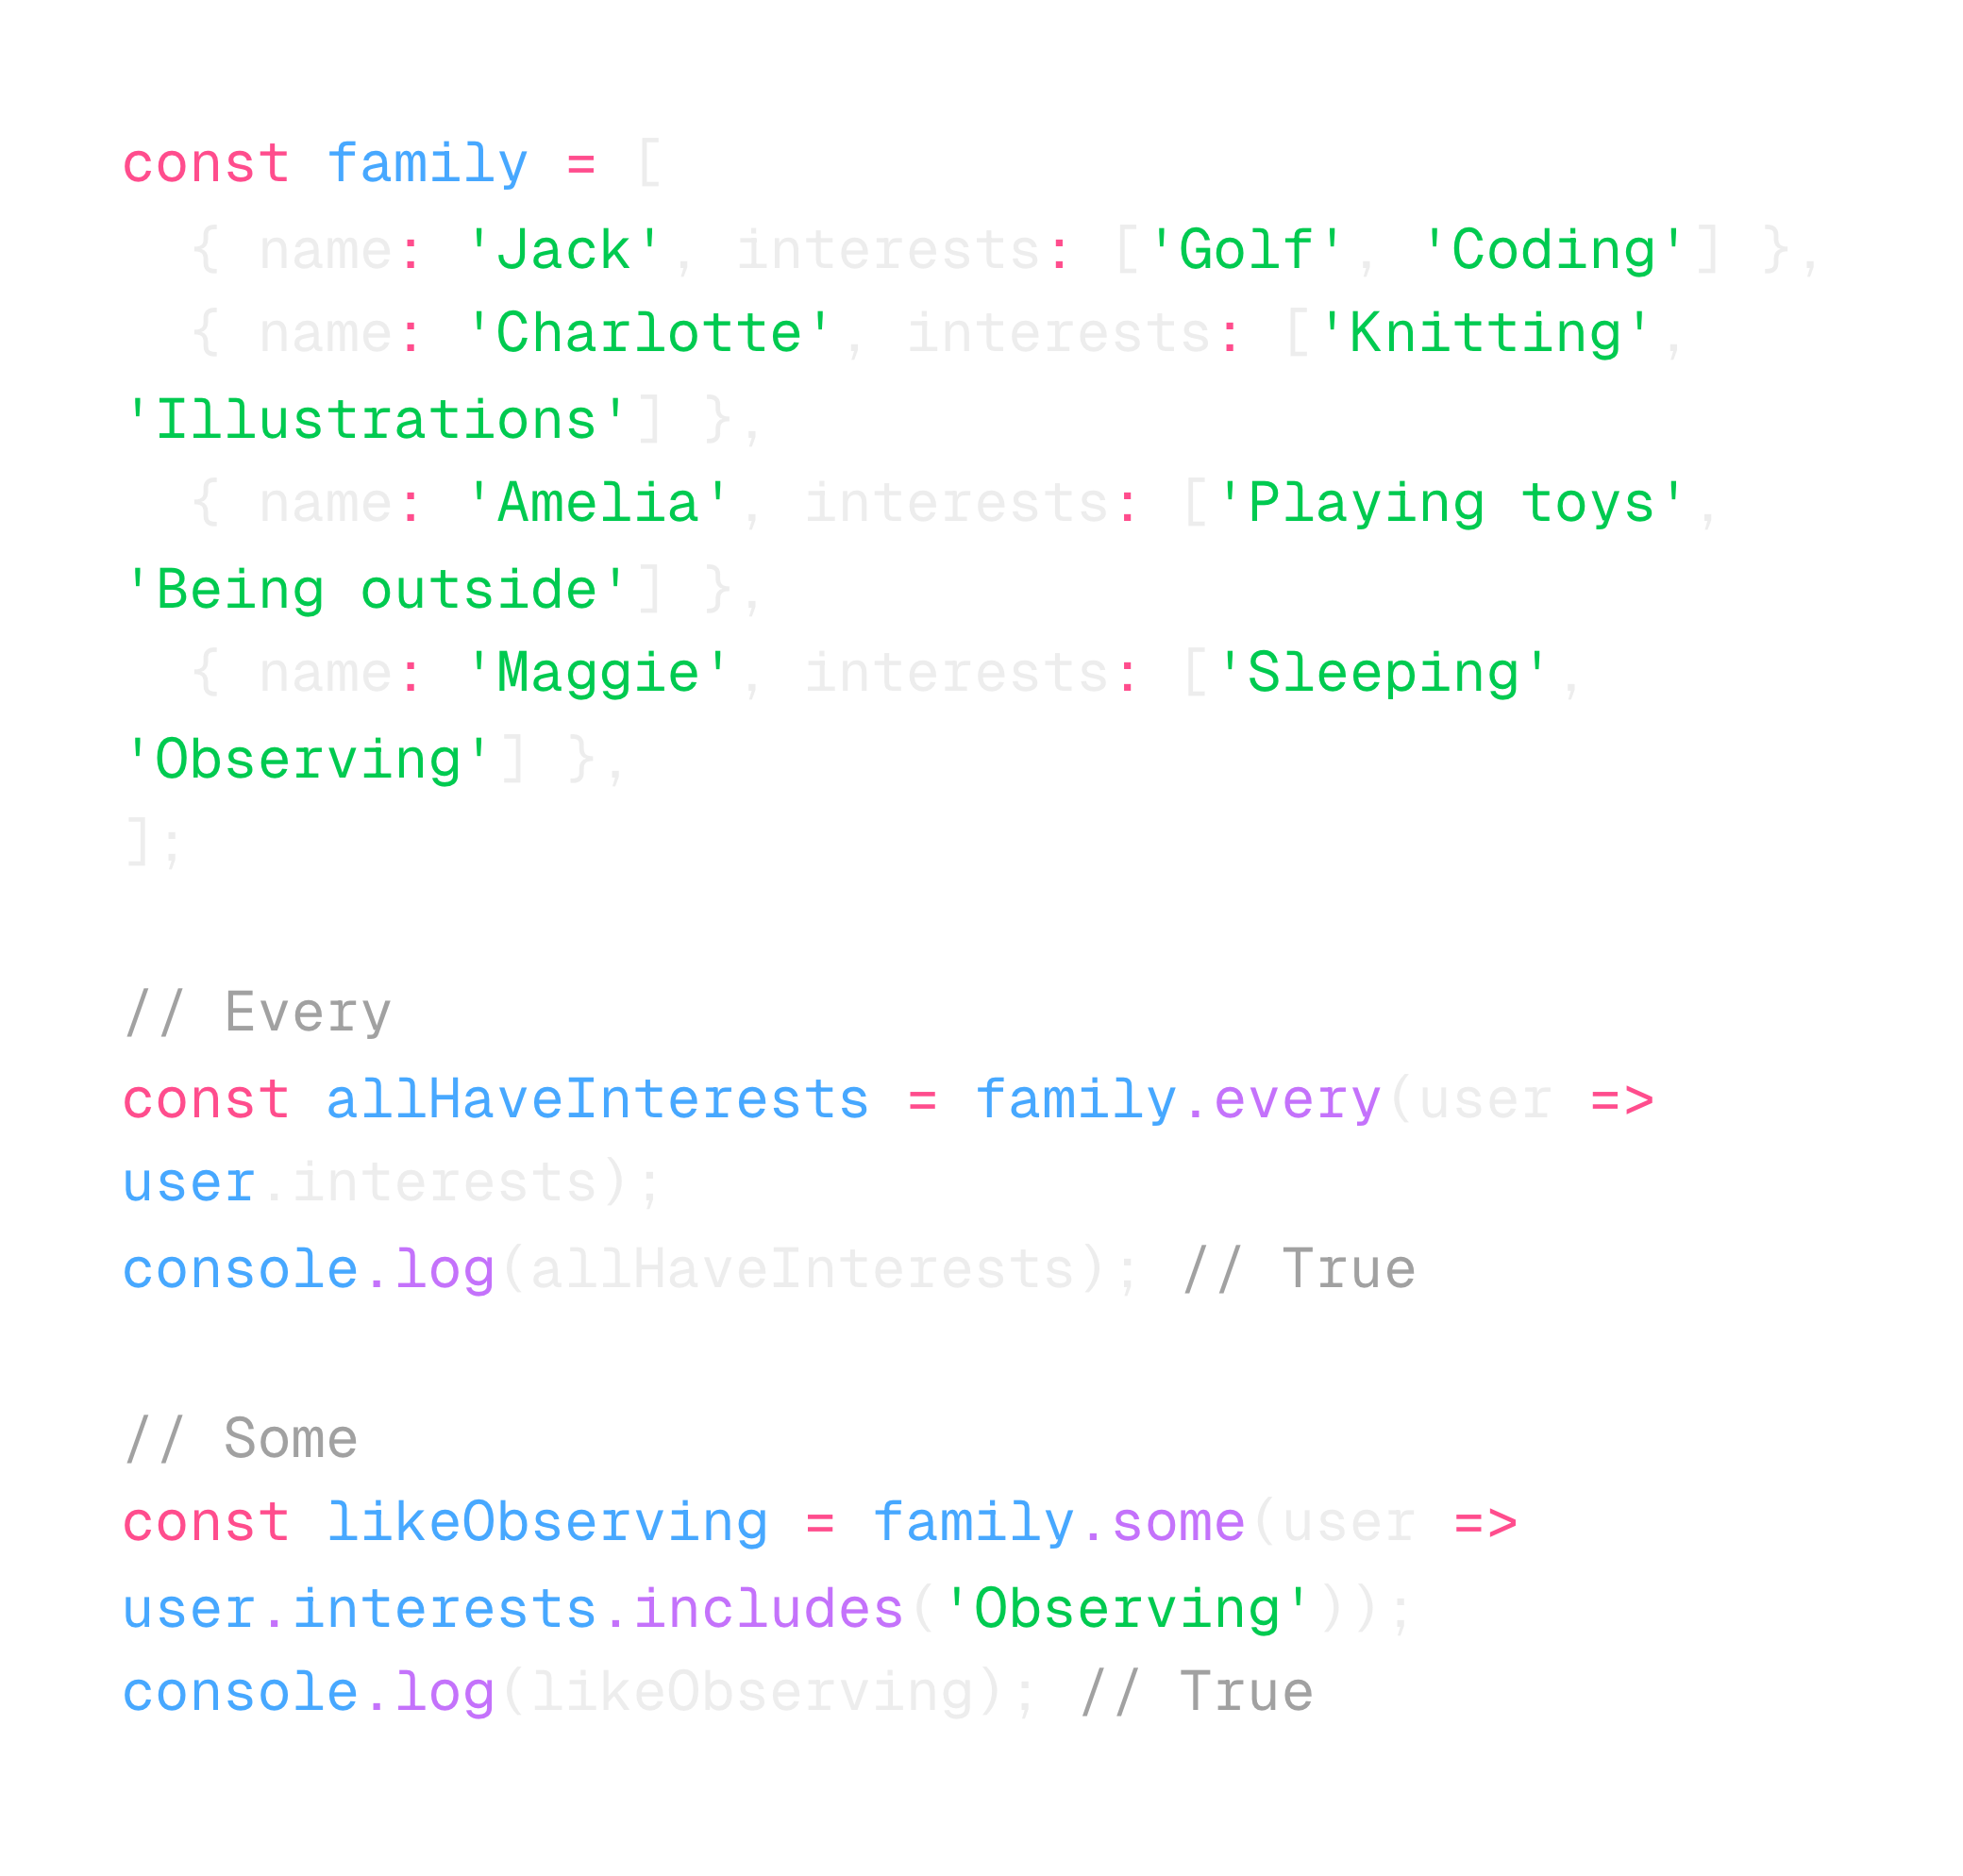 const family = [
  { name: 'Jack', interests: ['Golf', 'Coding'] },
  { name: 'Charlotte', interests: ['Knitting',
'Illustrations'] },
  { name: 'Amelia', interests: ['Playing toys',
'Being outside'] },
  { name: 'Maggie', interests: ['Sleeping',
'Observing'] },
];
// Every
const allHaveInterests = family.every(user =>
user.interests);
console.log(allHaveInterests); // True
// Some
const likeObserving = family.some(user =>
user.interests.includes('Observing'));
console.log(likeObserving); // True